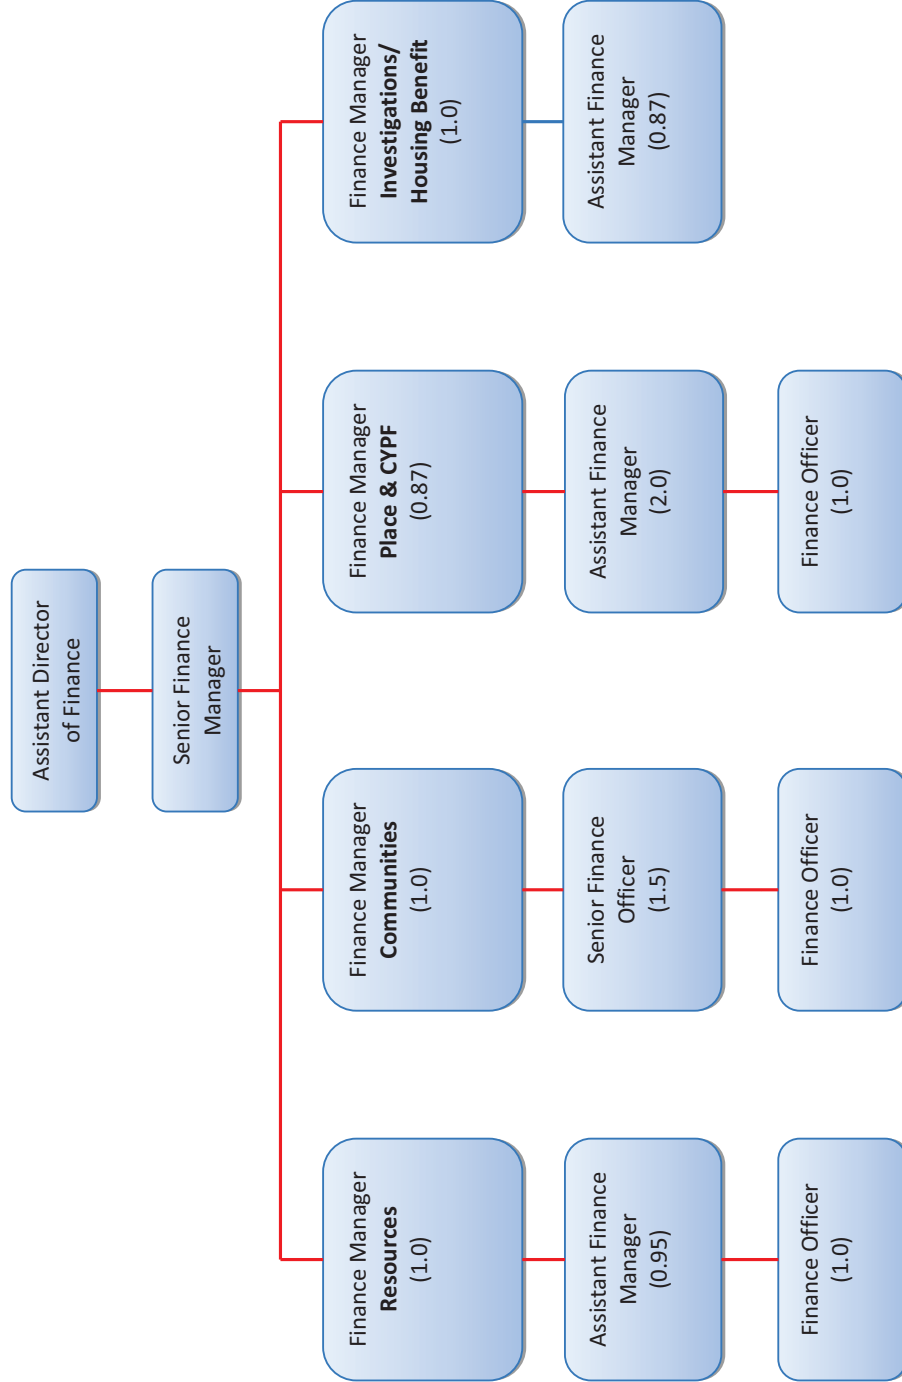 Assistant Director
of Finance
Senior Finance
Manager
Finance Manager
Resources
(1.0)
Finance Manager
Communities
(1.0)
Finance Manager
Place & CYPF
(0.87)
Finance Manager
Investigations/
Housing Benefit
(1.0)
Assistant Finance
Manager
(0.95)
Senior Finance
Officer
(1.5)
Assistant Finance
Manager
(2.0)
Assistant Finance
Manager
(0.87)
Finance Officer
(1.0)
Finance Officer
(1.0)
Finance Officer
(1.0)